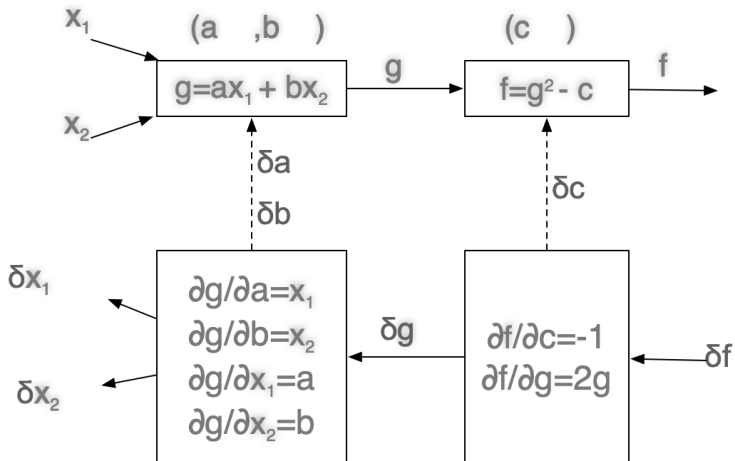 x₁
(a ,b )
(c )
g=ax₁ + bx₂
g
f=g² - c
f
x₂
δa
δb
δc
δx₁
δx₂
∂g/∂a=x₁
∂g/∂b=x₂
∂g/∂x₁=a
∂g/∂x₂=b
δg
∂f/∂c=-1
∂f/∂g=2g
δf